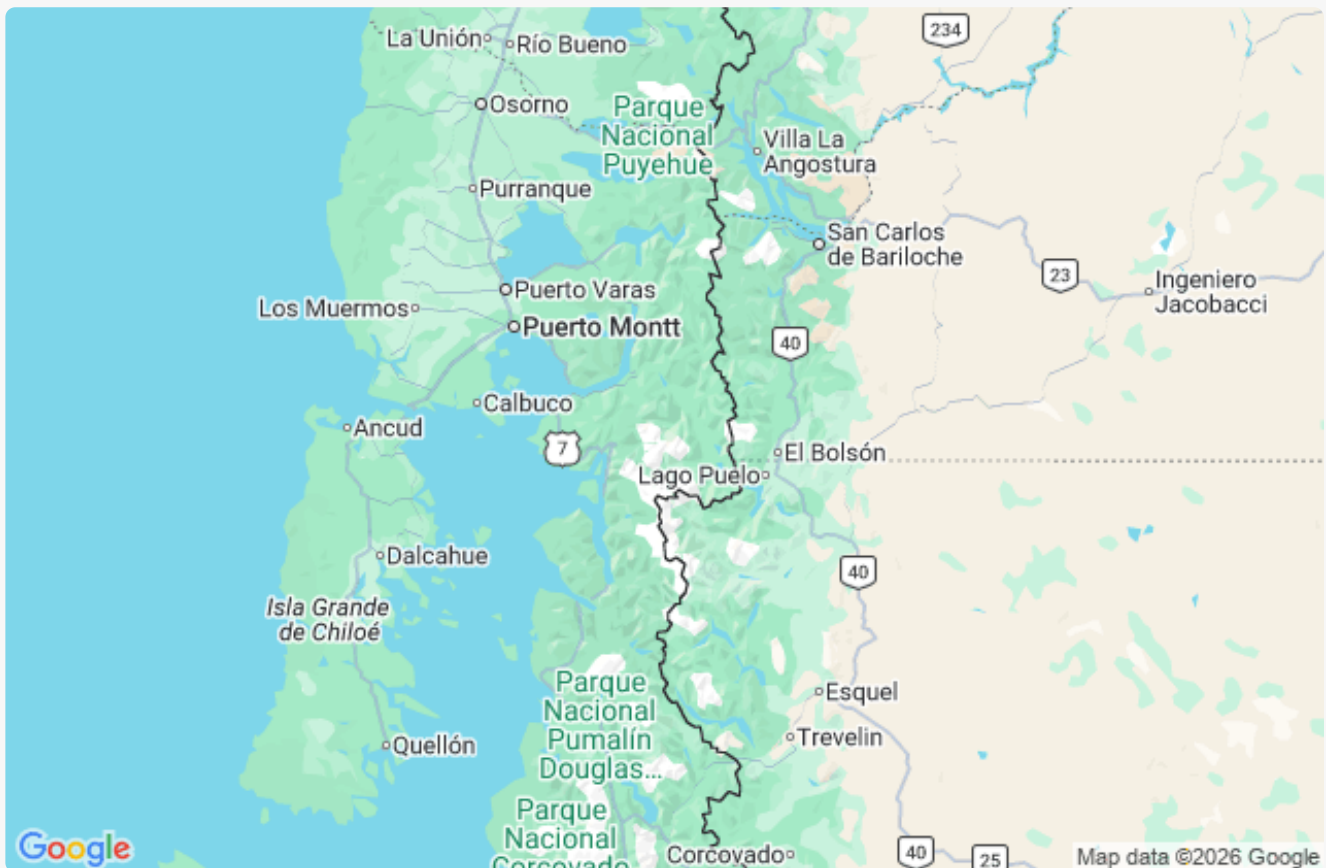 La Unión
Río Bueno
234
Osorno
Parque
Nacional
Puyehue
Villa La
Angostura
Purranque
San Carlos
de Bariloche
23
Ingeniero
Jacobacci
Puerto Varas
Los Muermos
Puerto Montt
40
Calbuco
Ancud
7
El Bolsón
Lago Puelo
Dalcahue
40
Isla Grande
de Chiloé
Parque
Nacional
Pumalín
Douglas...
Esquel
Trevelin
Quellón
Parque
Nacional
Corcovado
Corcovado
40
25
Google
Map data ©2026 Google